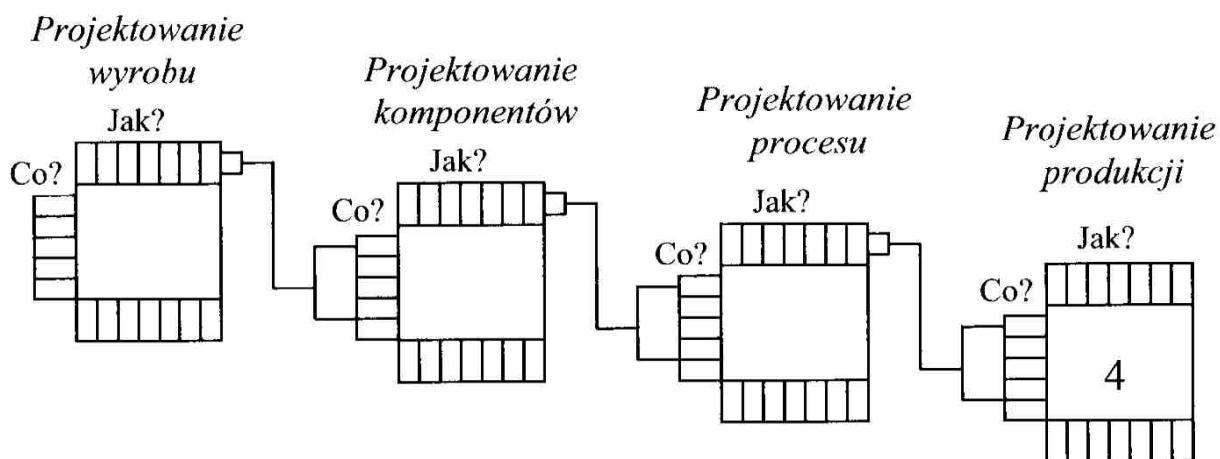 Projektowanie
wyrobu
Jak?
Co?
Projektowanie
komponentów
Jak?
Co?
Projektowanie
procesu
Jak?
Co?
Projektowanie
produkcji
Jak?
Co?
4